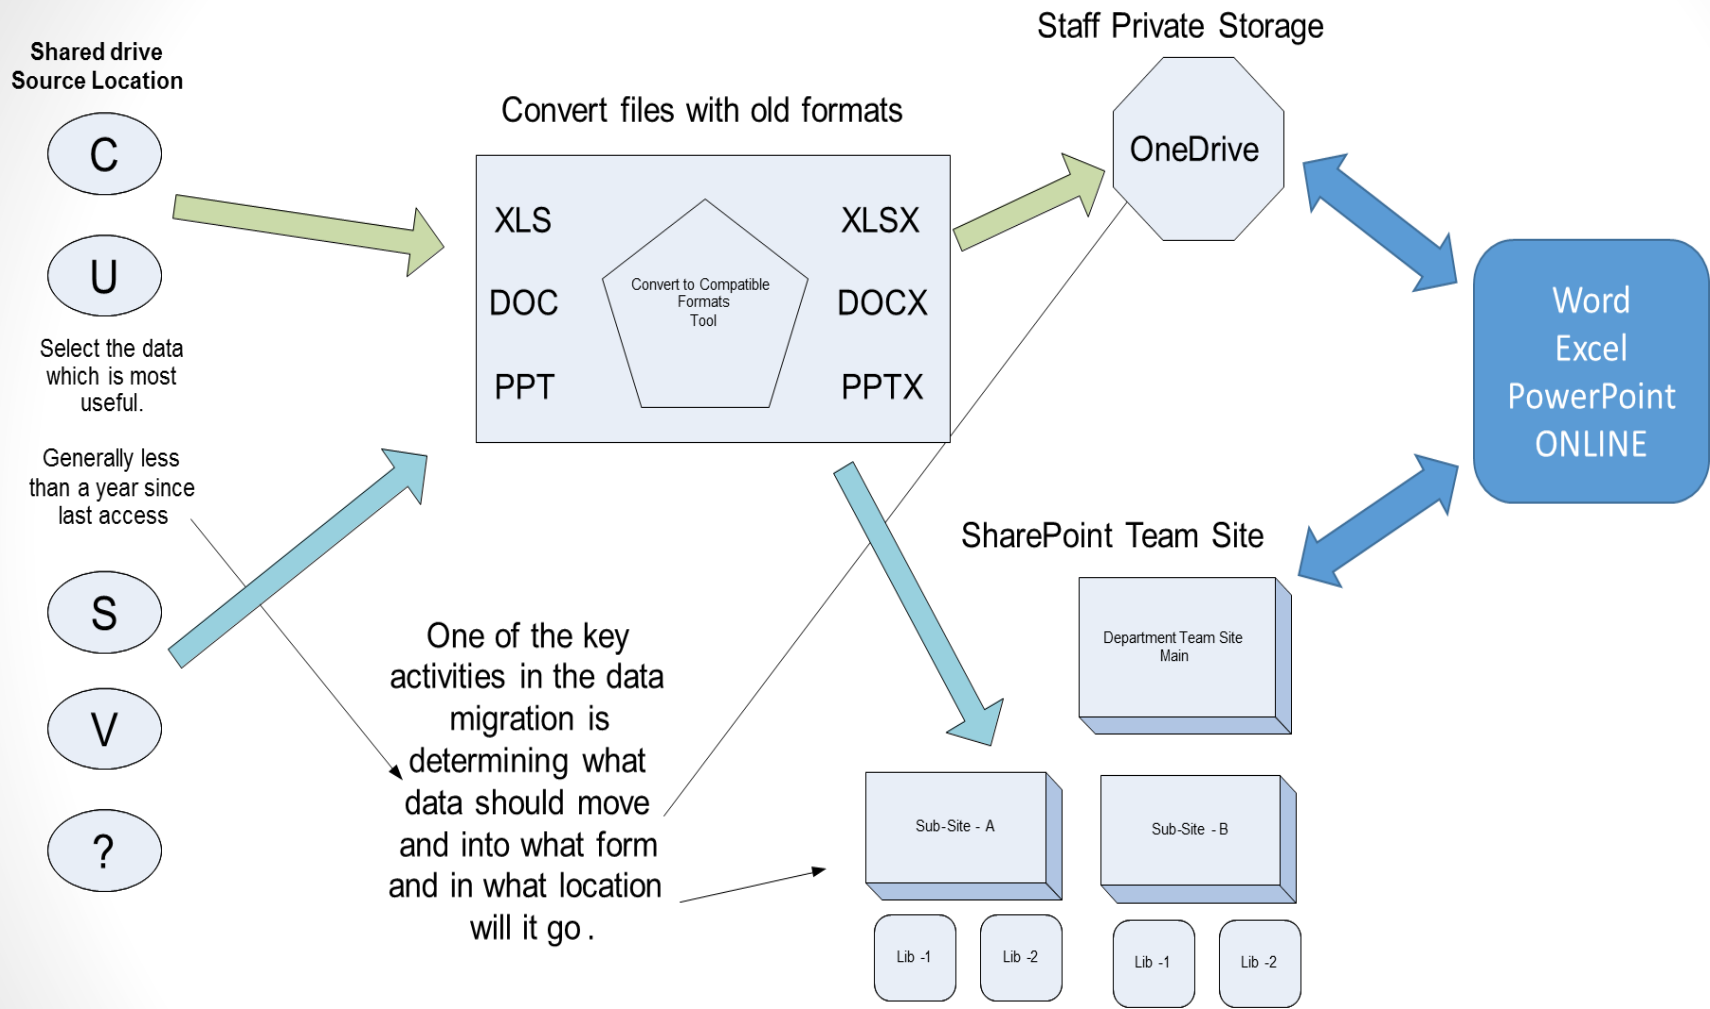 Shared drive
Source Location
C
U
Select the data
which is most
useful.
Generally less
than a year since
last access
S
V
?
Convert files with old formats
XLS
DOC
PPT
Convert to Compatible
Formats
Tool
XLSX
DOCX
PPTX
One of the key
activities in the data
migration is
determining what
data should move
and into what form
and in what location
will it go .
Staff Private Storage
OneDrive
Word
Excel
PowerPoint
ONLINE
SharePoint Team Site
Department Team Site
Main
Sub-Site - A
Sub-Site - B
Lib -1
Lib -2
Lib -1
Lib -2